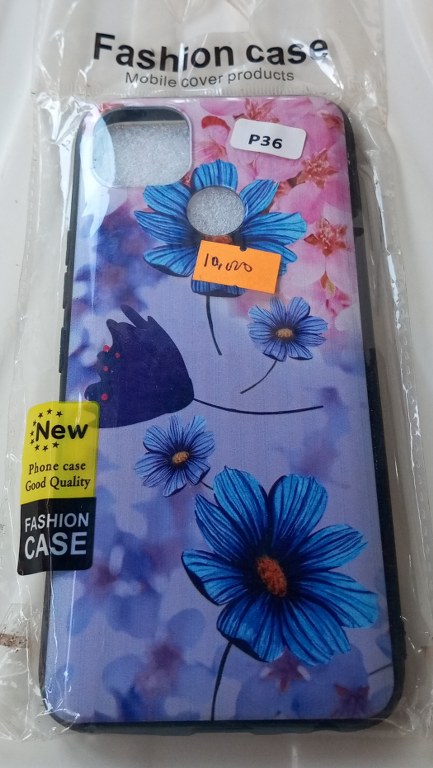 Fashion case
Mobile cover products
P36
10,000
New
Phone case
Good Quality
FASHION
CASE